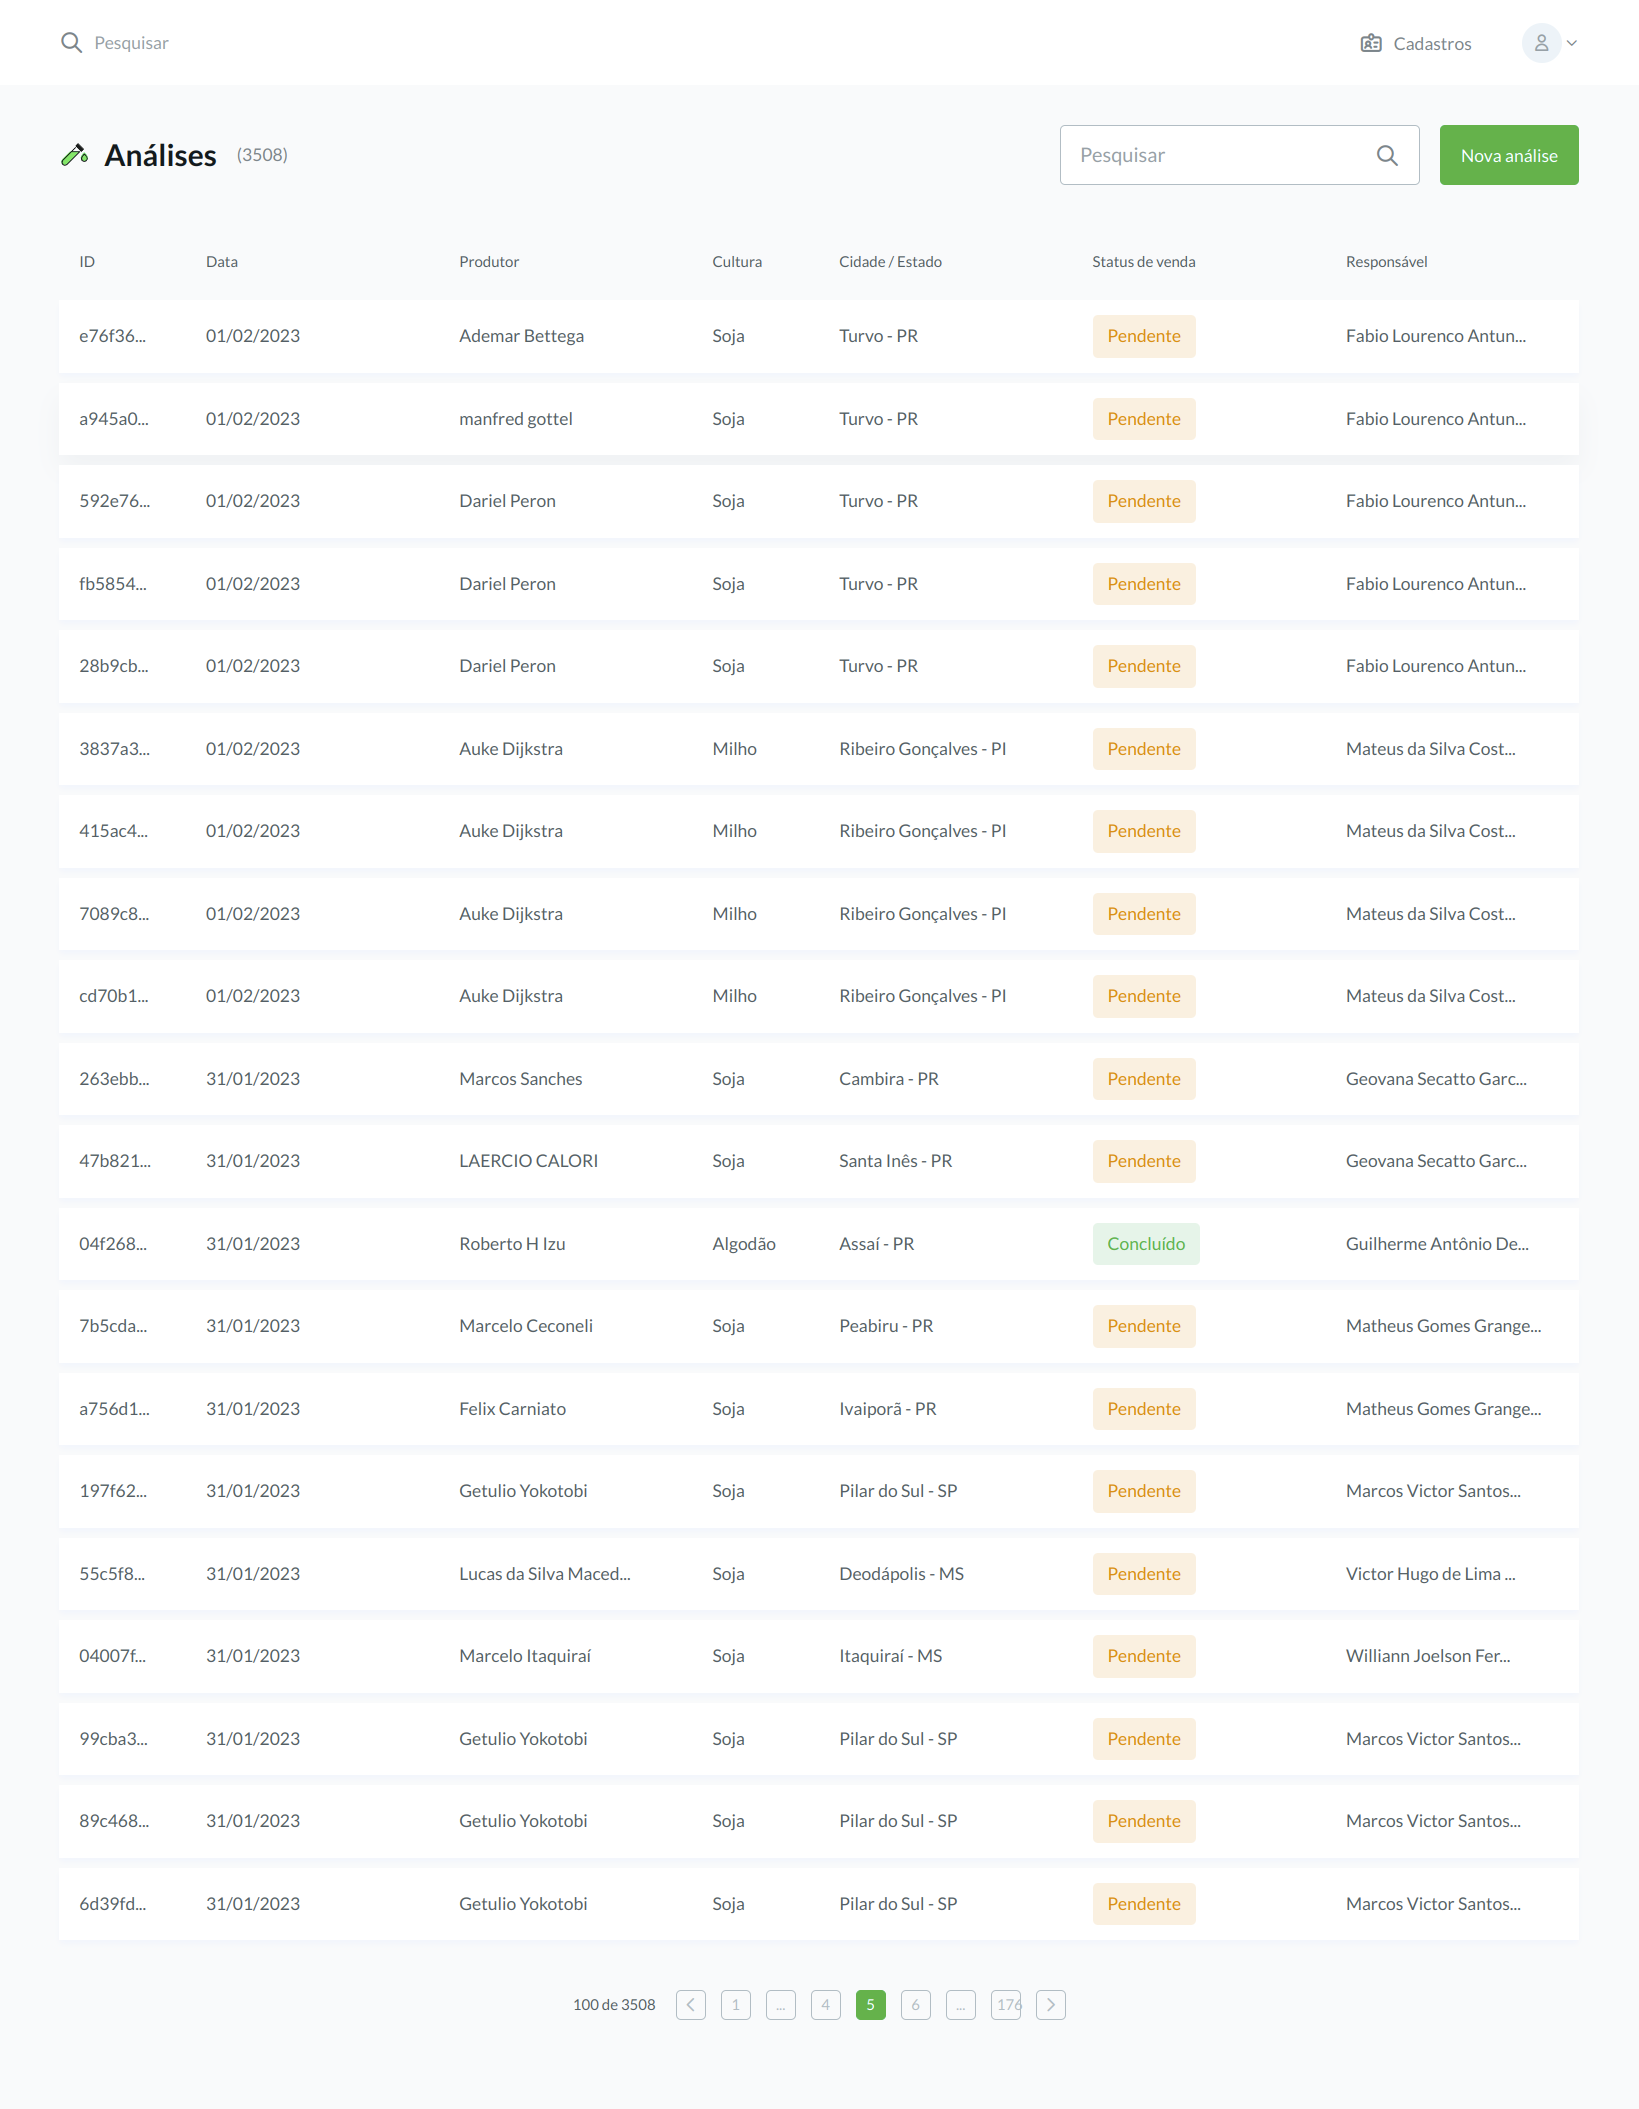 Pesquisar
Cadastros
Análises (3508)
Pesquisar
Nova análise
ID Data Produtor Cultura Cidade / Estado Status de venda Responsável
e76f36... 01/02/2023 Ademar Bettega Soja Turvo - PR Pendente Fabio Lourenco Antun...
a945a0... 01/02/2023 manfred gottel Soja Turvo - PR Pendente Fabio Lourenco Antun...
592e76... 01/02/2023 Dariel Peron Soja Turvo - PR Pendente Fabio Lourenco Antun...
fb5854... 01/02/2023 Dariel Peron Soja Turvo - PR Pendente Fabio Lourenco Antun...
28b9cb... 01/02/2023 Dariel Peron Soja Turvo - PR Pendente Fabio Lourenco Antun...
3837a3... 01/02/2023 Auke Dijkstra Milho Ribeiro Gonçalves - PI Pendente Mateus da Silva Cost...
415ac4... 01/02/2023 Auke Dijkstra Milho Ribeiro Gonçalves - PI Pendente Mateus da Silva Cost...
7089c8... 01/02/2023 Auke Dijkstra Milho Ribeiro Gonçalves - PI Pendente Mateus da Silva Cost...
cd70b1... 01/02/2023 Auke Dijkstra Milho Ribeiro Gonçalves - PI Pendente Mateus da Silva Cost...
263ebb... 31/01/2023 Marcos Sanches Soja Cambira - PR Pendente Geovana Secatto Garc...
47b821... 31/01/2023 LAERCIO CALORI Soja Santa Inês - PR Pendente Geovana Secatto Garc...
04f268... 31/01/2023 Roberto H Izu Algodão Assaí - PR Concluído Guilherme Antônio De...
7b5cda... 31/01/2023 Marcelo Ceconeli Soja Peabiru - PR Pendente Matheus Gomes Grange...
a756d1... 31/01/2023 Felix Carniato Soja Ivaiporã - PR Pendente Matheus Gomes Grange...
197f62... 31/01/2023 Getulio Yokotobi Soja Pilar do Sul - SP Pendente Marcos Victor Santos...
55c5f8... 31/01/2023 Lucas da Silva Maced... Soja Deodápolis - MS Pendente Victor Hugo de Lima ...
04007f... 31/01/2023 Marcelo Itaquiraí Soja Itaquiraí - MS Pendente Williann Joelson Fer...
99cba3... 31/01/2023 Getulio Yokotobi Soja Pilar do Sul - SP Pendente Marcos Victor Santos...
89c468... 31/01/2023 Getulio Yokotobi Soja Pilar do Sul - SP Pendente Marcos Victor Santos...
6d39fd... 31/01/2023 Getulio Yokotobi Soja Pilar do Sul - SP Pendente Marcos Victor Santos...
100 de 3508 1 ... 4 5 6 ... 176